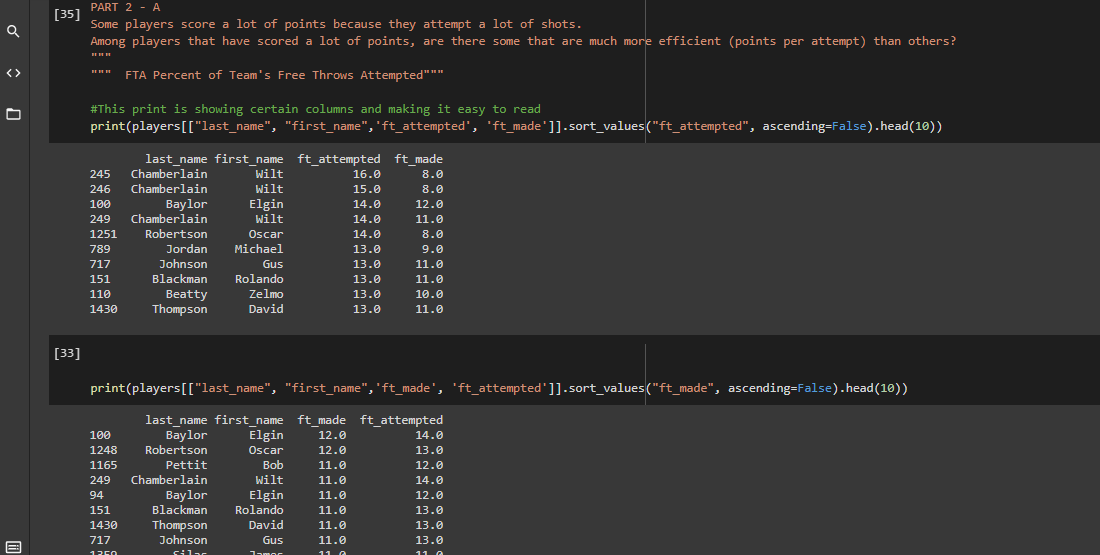 [35] PART 2 - A
Some players score a lot of points because they attempt a lot of shots.
Among players that have scored a lot of points, are there some that are much more efficient (points per attempt) than others?
"""
"""  FTA Percent of Team's Free Throws Attempted"""
#This print is showing certain columns and making it easy to read
print(players[["last_name", "first_name",'ft_attempted', 'ft_made']].sort_values("ft_attempted", ascending=False).head(10))
last_name first_name ft_attempted ft_made
245 Chamberlain Wilt 16.0 8.0
246 Chamberlain Wilt 15.0 8.0
100 Baylor Elgin 14.0 12.0
249 Chamberlain Wilt 14.0 11.0
1251 Robertson Oscar 14.0 8.0
789 Jordan Michael 13.0 9.0
717 Johnson Gus 13.0 11.0
151 Blackman Rolando 13.0 11.0
110 Beatty Zelmo 13.0 10.0
1430 Thompson David 13.0 11.0
[33]
print(players[["last_name", "first_name",'ft_made', 'ft_attempted']].sort_values("ft_made", ascending=False).head(10))
last_name first_name ft_made ft_attempted
100 Baylor Elgin 12.0 14.0
1248 Robertson Oscar 12.0 13.0
1165 Pettit Bob 11.0 12.0
249 Chamberlain Wilt 11.0 14.0
94 Baylor Elgin 11.0 12.0
151 Blackman Rolando 11.0 13.0
1430 Thompson David 11.0 13.0
717 Johnson Gus 11.0 13.0
1359 Silas James 11.0 11.0